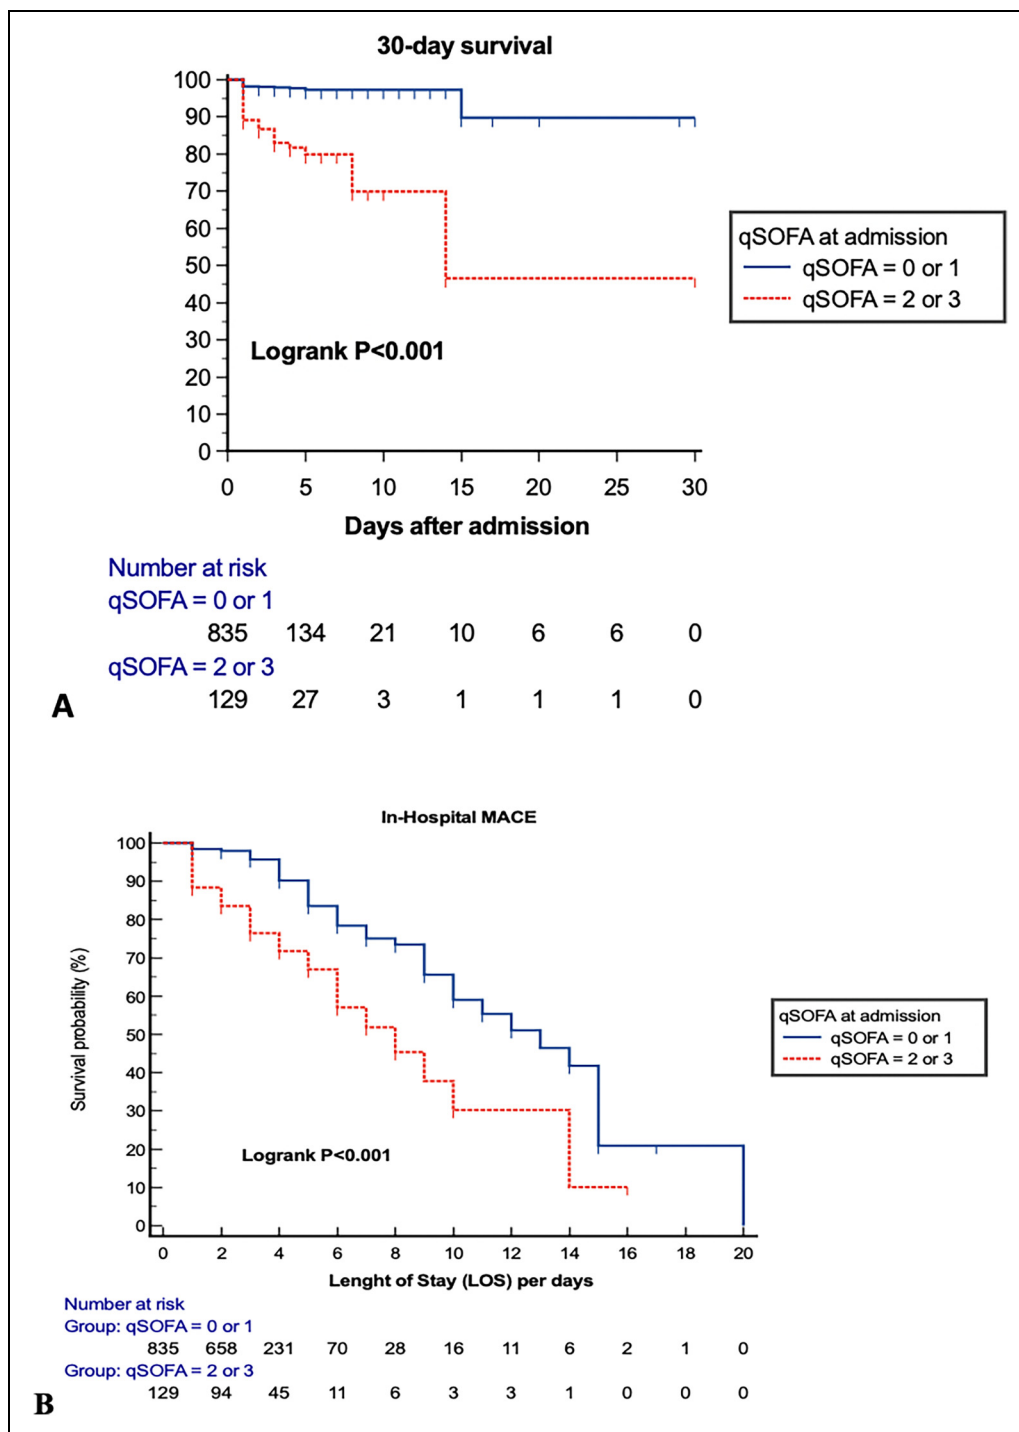 30-day survival
100
90
80
70
60
50
40
30
20
10
0
Logrank P<0.001
qSOFA at admission
qSOFA = 0 or 1
qSOFA = 2 or 3
0 5 10 15 20 25 30
Days after admission
Number at risk
qSOFA = 0 or 1
835 134 21 10 6 6 0
qSOFA = 2 or 3
129 27 3 1 1 1 0
A
In-Hospital MACE
Survival probability (%)
100
90
80
70
60
50
40
30
20
10
0
Logrank P<0.001
qSOFA at admission
qSOFA = 0 or 1
qSOFA = 2 or 3
0 2 4 6 8 10 12 14 16 18 20
Lenght of Stay (LOS) per days
Number at risk
Group: qSOFA = 0 or 1
835 658 231 70 28 16 11 6 2 1 0
Group: qSOFA = 2 or 3
129 94 45 11 6 3 3 1 0 0 0
B